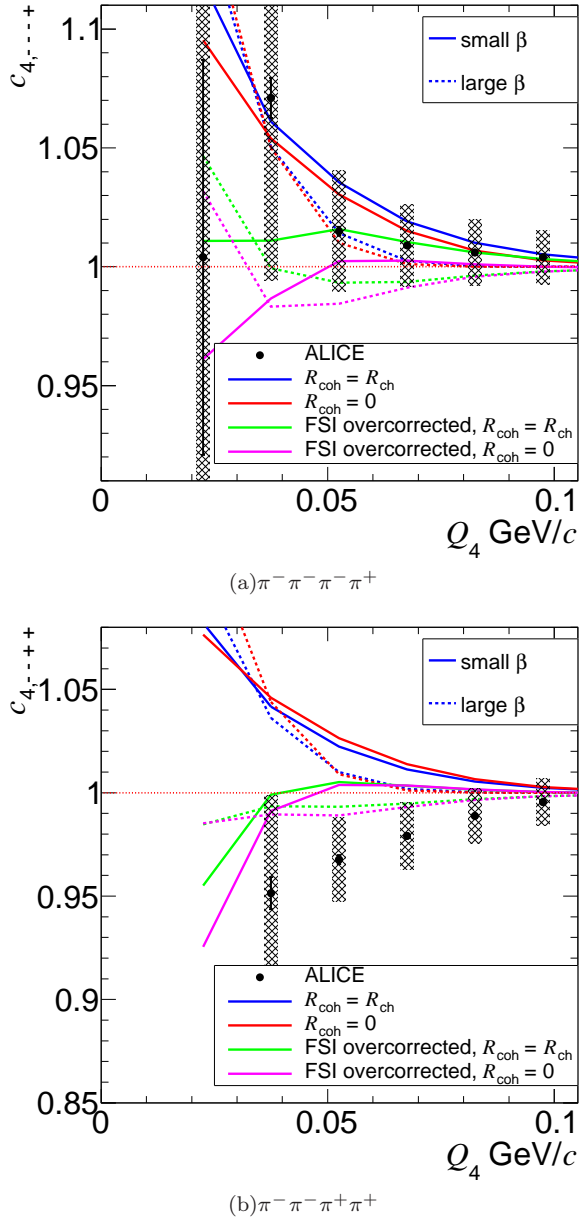 c4,---+
1.1
1.05
1
0.95
small β
large β
ALICE
Rcoh = Rch
Rcoh = 0
FSI overcorrected, Rcoh = Rch
FSI overcorrected, Rcoh = 0
0 0.05 0.1
Q4 GeV/c
(a)π−π−π−π+
c4,--++
1.05
1
0.95
0.9
0.85
small β
large β
ALICE
Rcoh = Rch
Rcoh = 0
FSI overcorrected, Rcoh = Rch
FSI overcorrected, Rcoh = 0
0 0.05 0.1
Q4 GeV/c
(b)π−π−π+π+